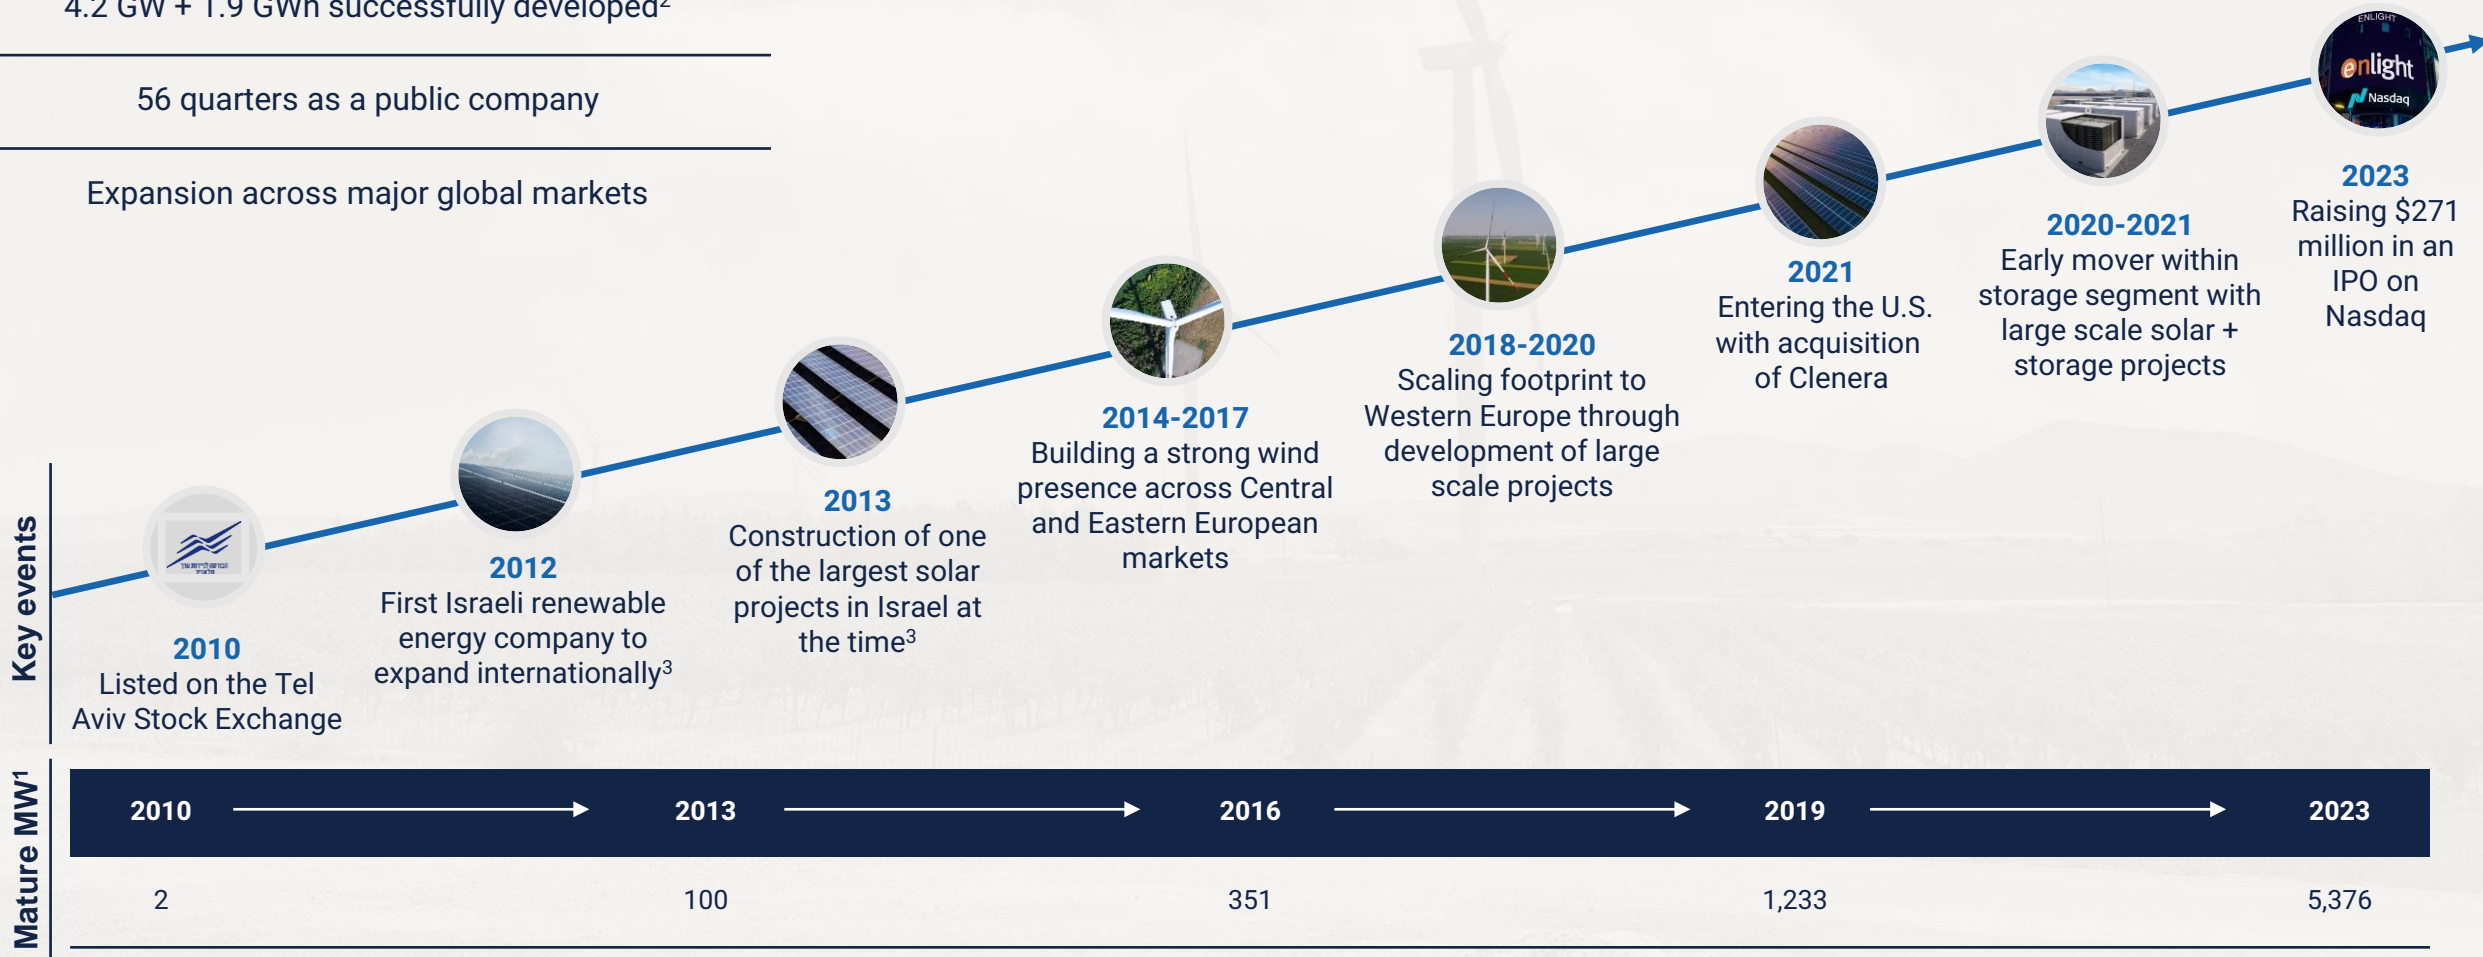 4.2 GW + 1.9 GWh successfully developed²
56 quarters as a public company
Expansion across major global markets
Key events
הבורסה לניירות ערך
2010
Listed on the Tel
Aviv Stock Exchange
2012
First Israeli renewable
energy company to
expand internationally³
2013
Construction of one
of the largest solar
projects in Israel at
the time³
2014-2017
Building a strong wind
presence across Central
and Eastern European
markets
2018-2020
Scaling footprint to
Western Europe through
development of large
scale projects
2021
Entering the U.S.
with acquisition
of Clenera
2020-2021
Early mover within
storage segment with
large scale solar +
storage projects
ENLIGHT
enlight
Nasdaq
2023
Raising $271
million in an
IPO on
Nasdaq
Mature MW¹
2010 2013 2016 2019 2023
2 100 351 1,233 5,376